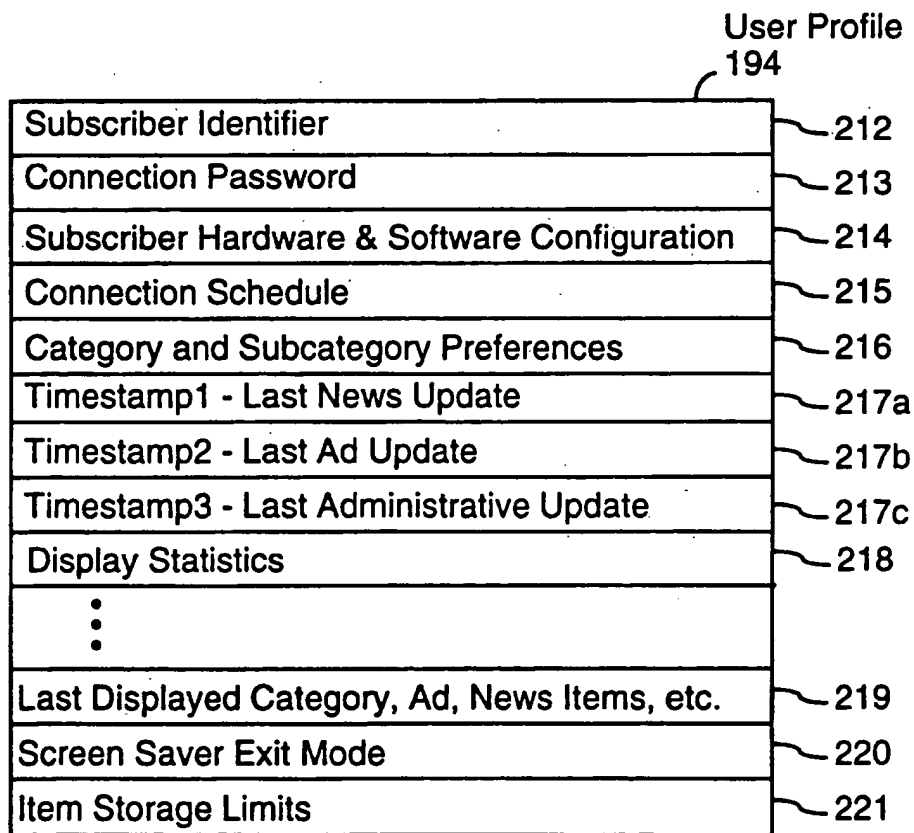 User Profile
194
Subscriber Identifier 212
Connection Password 213
Subscriber Hardware & Software Configuration 214
Connection Schedule 215
Category and Subcategory Preferences 216
Timestamp1 - Last News Update 217a
Timestamp2 - Last Ad Update 217b
Timestamp3 - Last Administrative Update 217c
Display Statistics 218
Last Displayed Category, Ad, News Items, etc. 219
Screen Saver Exit Mode 220
Item Storage Limits 221